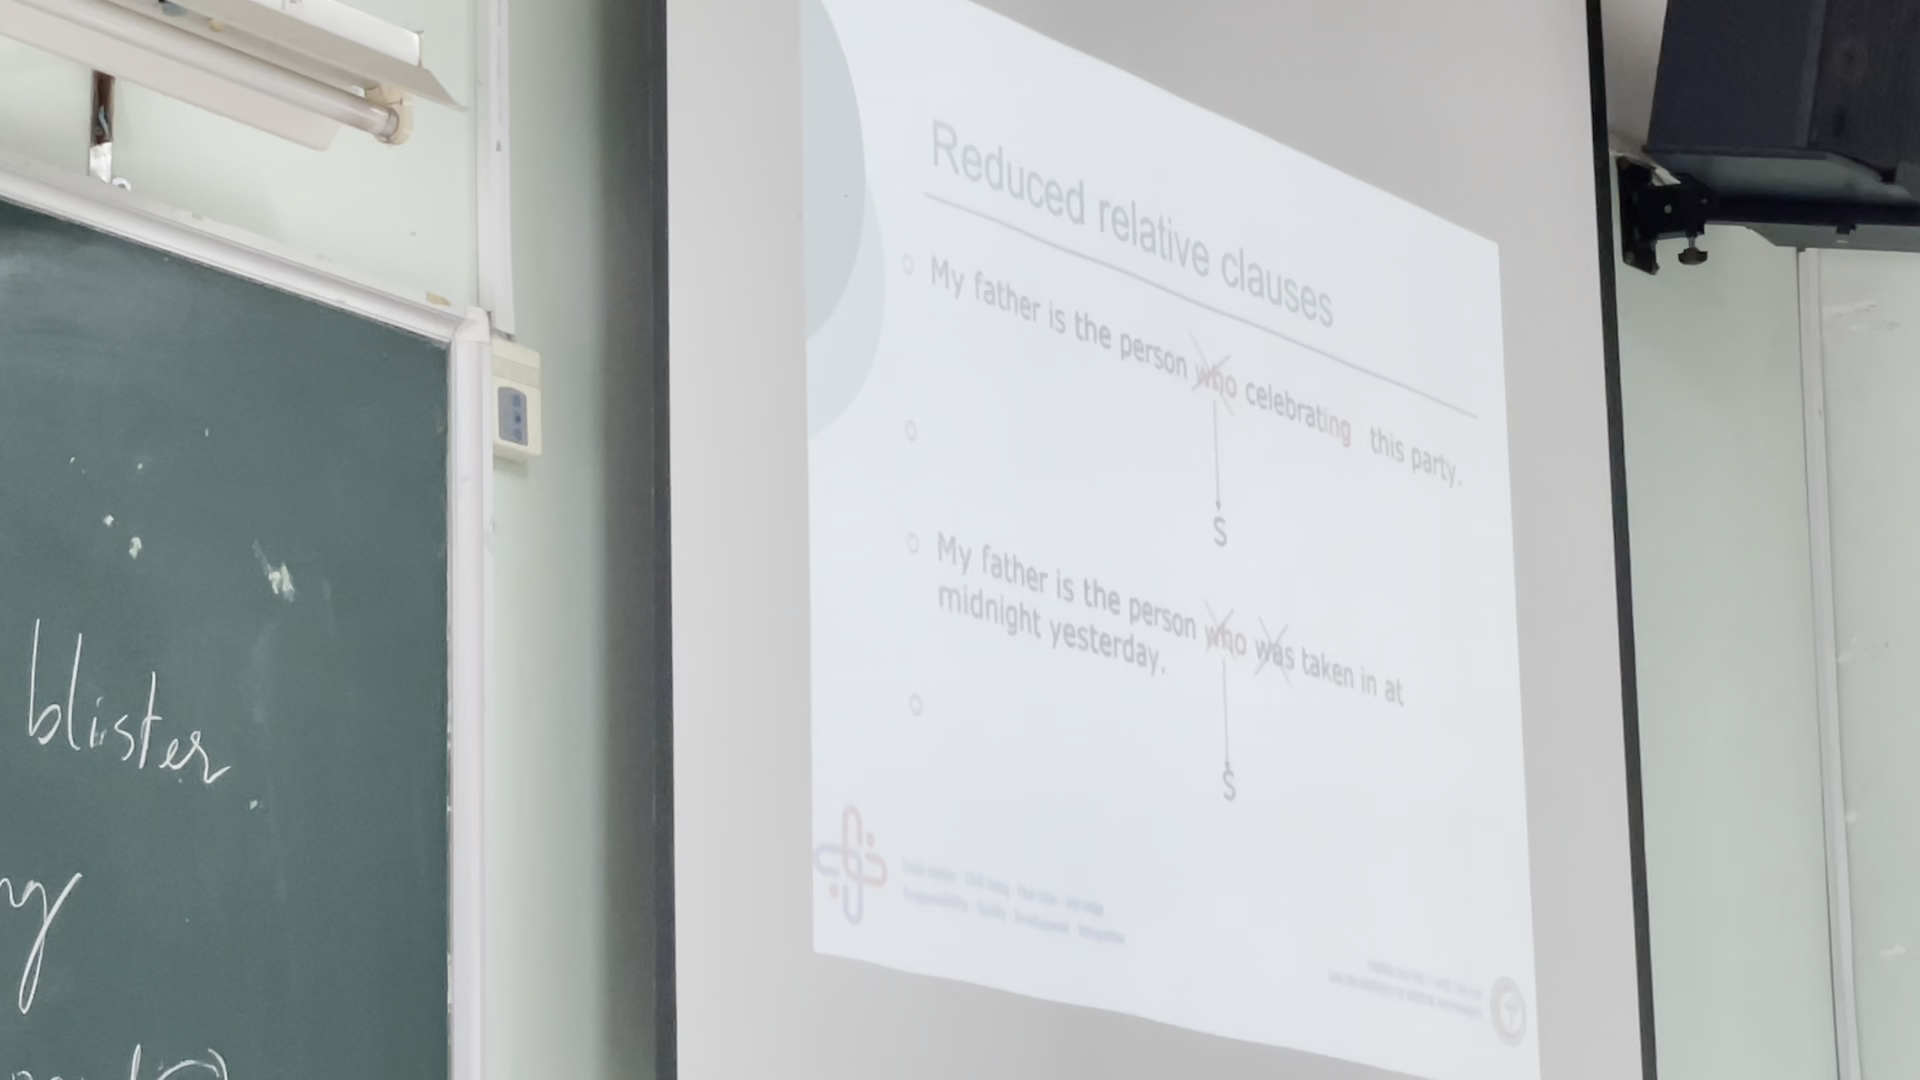 Reduced relative clauses
My father is the person who celebrating this party.
S
My father is the person who was taken in at
midnight yesterday.
S
blister